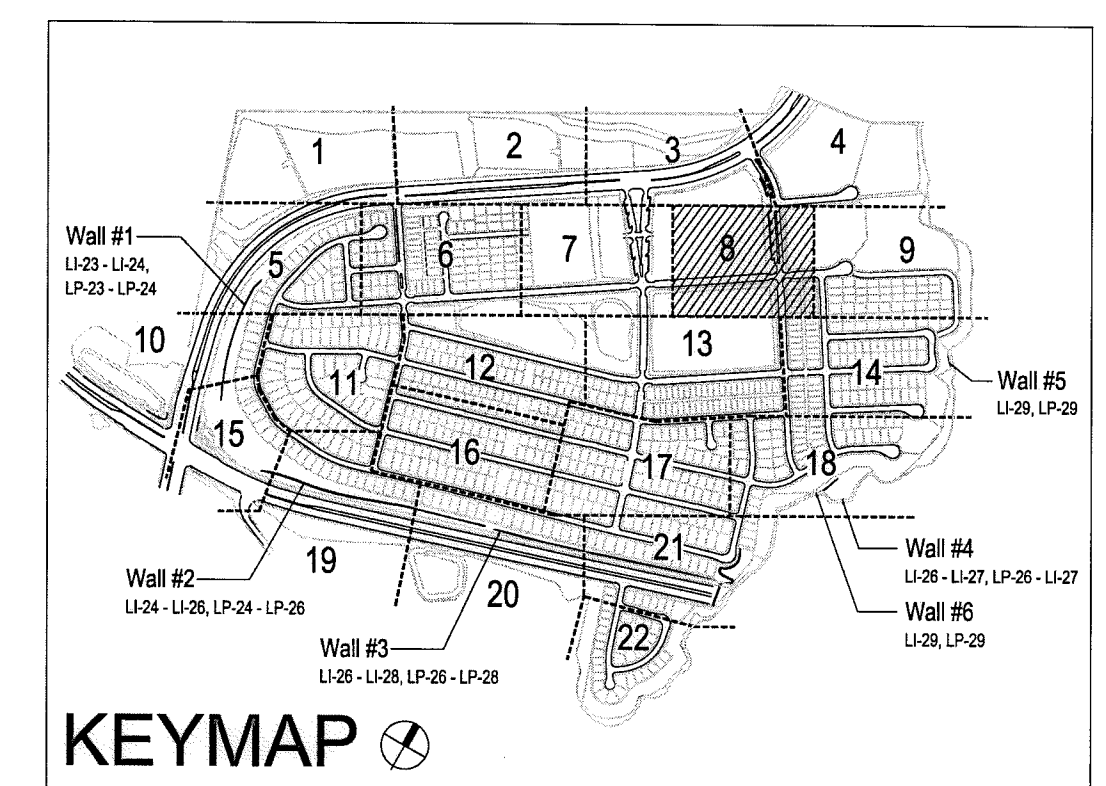 1
2
3
4
Wall #1
LI-23 - LI-24,
LP-23 - LP-24
5
6
7
8
9
10
11
12
13
14
Wall #5
LI-29, LP-29
15
16
17
18
Wall #4
LI-26 - LI-27, LP-26 - LI-27
Wall #6
LI-29, LP-29
19
20
21
22
Wall #2
LI-24 - LI-26, LP-24 - LP-26
Wall #3
LI-26 - LI-28, LP-26 - LP-28
KEYMAP